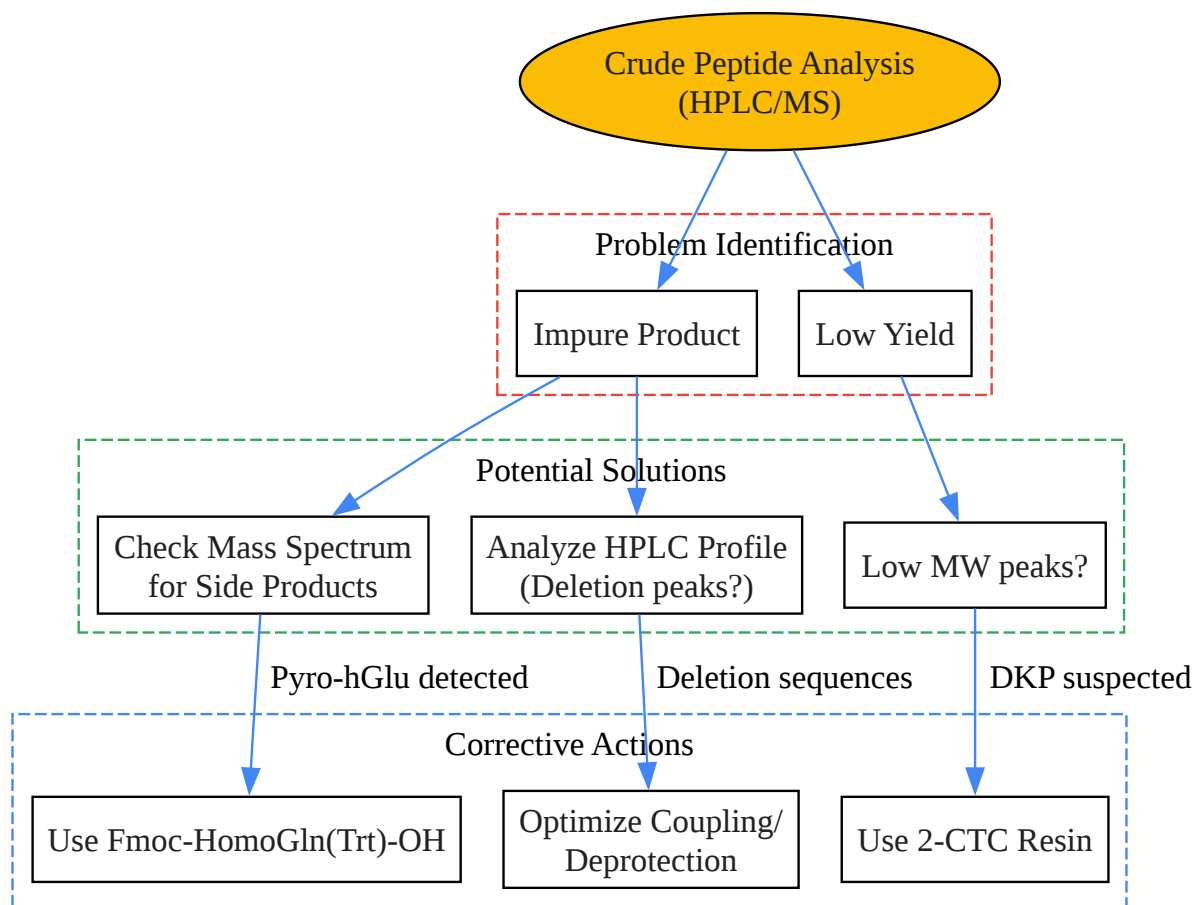 Crude Peptide Analysis
(HPLC/MS)
Problem Identification
Impure Product
Low Yield
Potential Solutions
Check Mass Spectrum
for Side Products
Analyze HPLC Profile
(Deletion peaks?)
Low MW peaks?
Pyro-hGlu detected
Deletion sequences
DKP suspected
Corrective Actions
Use Fmoc-HomoGln(Trt)-OH
Optimize Coupling/
Deprotection
Use 2-CTC Resin